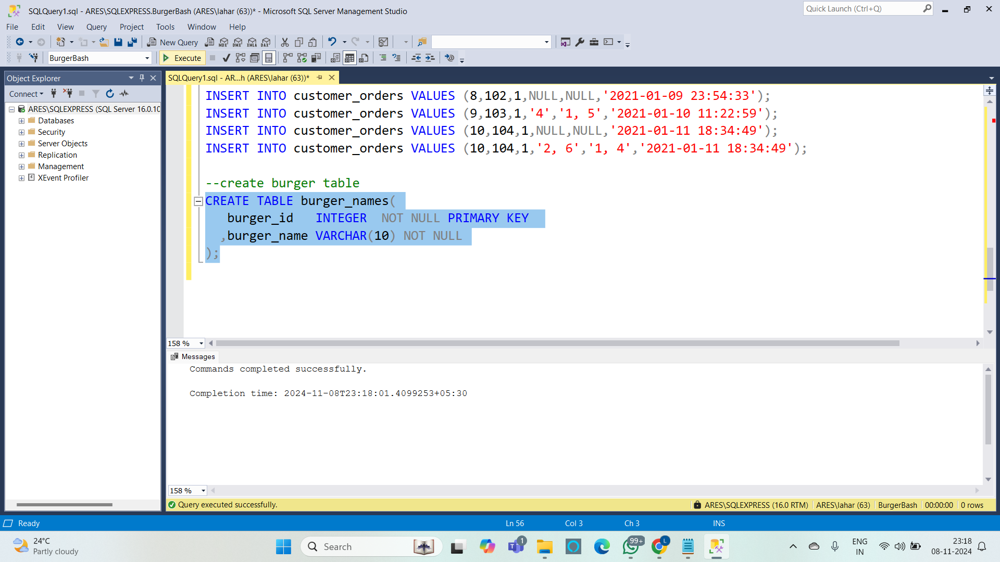 SQLQuery1.sql - ARES\SQLEXPRESS.BurgerBash (ARES\lahar (63))* - Microsoft SQL Server Management Studio
Quick Launch (Ctrl+Q)
File Edit View Query Project Tools Window Help
New Query
MDX DMX XMLA DAX
BurgerBash
Execute
Object Explorer
SQLQuery1.sql - AR...h (ARES\lahar (63))*
Connect
ARES\SQLEXPRESS (SQL Server 16.0.10
Databases
Security
Server Objects
Replication
Management
XEvent Profiler
INSERT INTO customer_orders VALUES (8,102,1,NULL,NULL,'2021-01-09 23:54:33');
INSERT INTO customer_orders VALUES (9,103,1,'4','1, 5','2021-01-10 11:22:59');
INSERT INTO customer_orders VALUES (10,104,1,NULL,NULL,'2021-01-11 18:34:49');
INSERT INTO customer_orders VALUES (10,104,1,'2, 6','1, 4','2021-01-11 18:34:49');
--create burger table
CREATE TABLE burger_names(
burger_id INTEGER NOT NULL PRIMARY KEY
,burger_name VARCHAR(10) NOT NULL
);
158 %
Messages
Commands completed successfully.
Completion time: 2024-11-08T23:18:01.4099253+05:30
158 %
Query executed successfully.
ARES\SQLEXPRESS (16.0 RTM) ARES\lahar (63) BurgerBash 00:00:00 0 rows
Ready
Ln 56 Col 3 Ch 3 INS
24°C
Partly cloudy
Search
1
99+
L
ENG
IN
23:18
08-11-2024